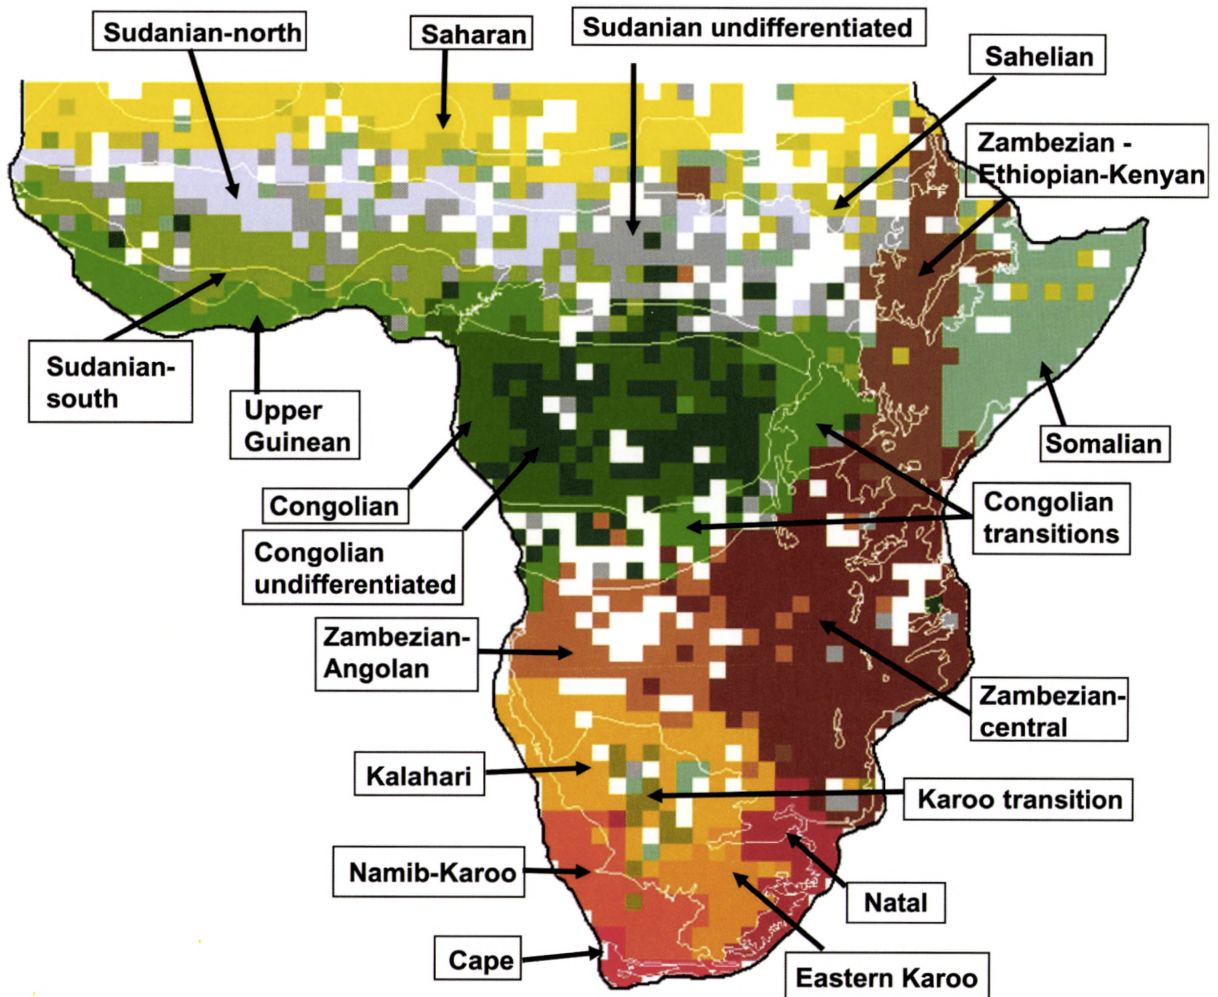 Sudanian-north
Saharan
Sudanian undifferentiated
Sahelian
Zambezian -
Ethiopian-Kenyan
Sudanian-
south
Upper
Guinean
Somalian
Congolian
Congolian
transitions
Congolian
undifferentiated
Zambezian-
Angolan
Zambezian-
central
Kalahari
Karoo transition
Namib-Karoo
Natal
Cape
Eastern Karoo